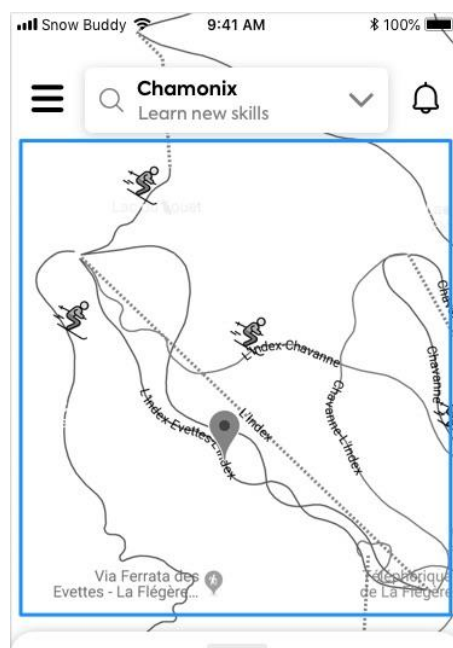 Snow Buddy
9:41 AM
100%
Chamonix
Learn new skills
L'Index Chavanne
Chavanne
Chavanne L'Index
L'Index
L'Index Evettes
L'Index
Via Ferrata des
Evettes - La Flégère...
Téléphérique
de La Flégère